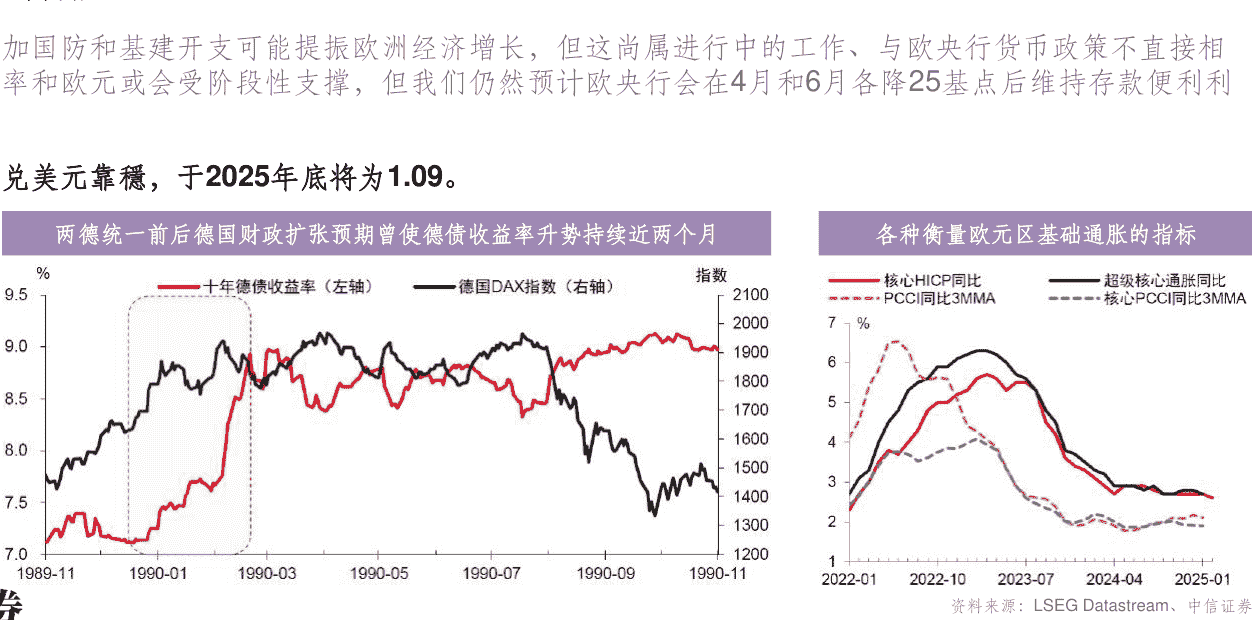 加国防和基建开支可能提振欧洲经济增长，但这尚属进行中的工作、与欧央行货币政策不直接相
率和欧元或会受阶段性支撑，但我们仍然预计欧央行会在4月和6月各降25基点后维持存款便利利
兑美元靠穩，于2025年底将为1.09。
两德统一前后德国财政扩张预期曾使德债收益率升势持续近两个月
% 十年德债收益率（左轴） 德国DAX指数（右轴） 指数
9.5 2100
2000
9.0 1900
1800
8.5 1700
8.0 1600
1500
7.5 1400
1300
7.0 1200
1989-11 1990-01 1990-03 1990-05 1990-07 1990-09 1990-11
各种衡量欧元区基础通胀的指标
核心HICP同比 超级核心通胀同比
PCCI同比3MMA 核心PCCI同比3MMA
7 %
6
5
4
3
2
1
2022-01 2022-10 2023-07 2024-04 2025-01
资料来源：LSEG Datastream、中信证券
券